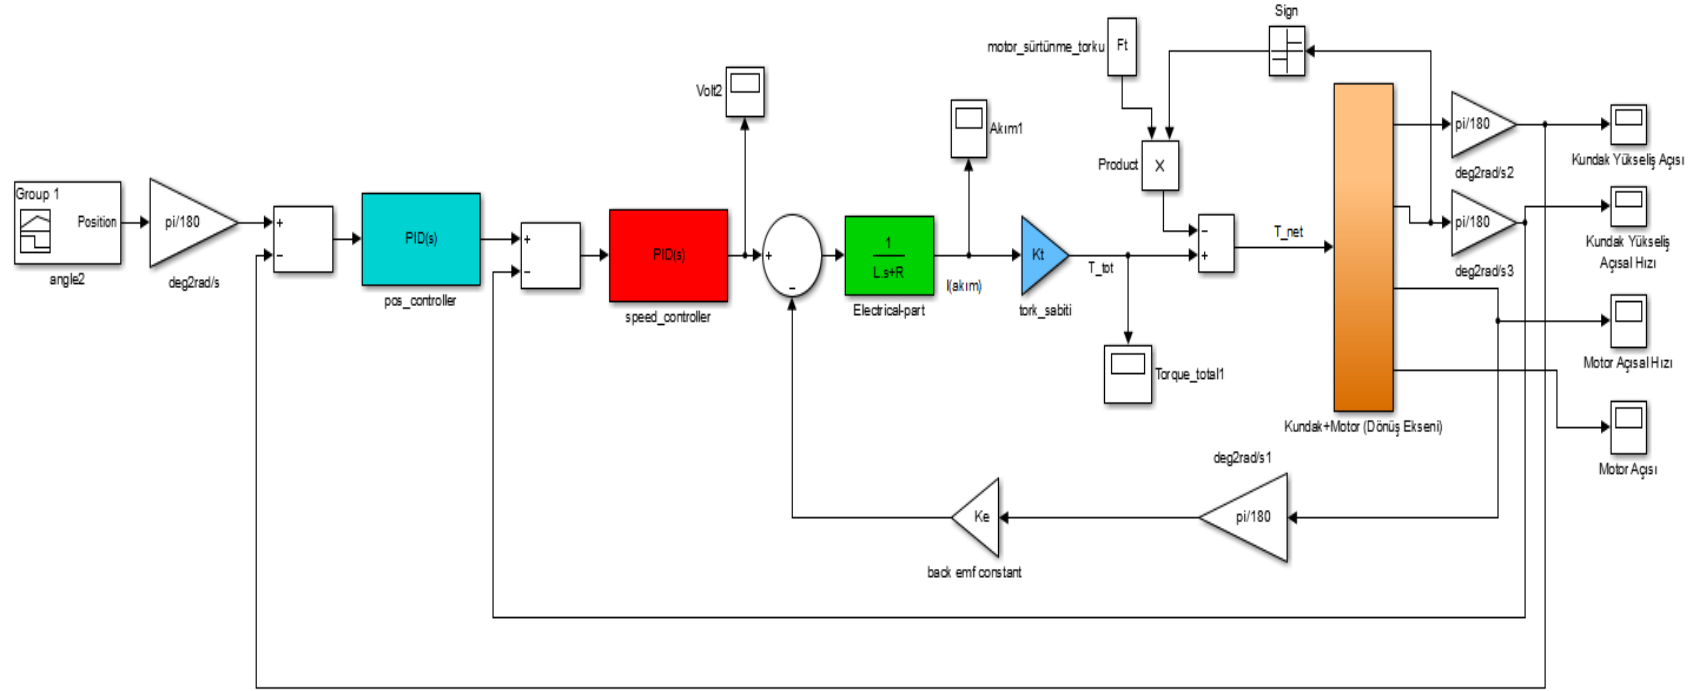 Group 1
Position
angle2
pi/180
deg2rad/s
+
−
PID(s)
pos_controller
+
−
PID(s)
speed_controller
Volt2
+
−
1
L.s+R
Electrical-part
Akım1
I(akım)
Kt
tork_sabiti
T_tot
Torque_total1
motor_sürtünme_torku
Ft
Sign
Product
X
−
+
T_net
Kundak+Motor (Dönüş Ekseni)
pi/180
deg2rad/s2
pi/180
deg2rad/s3
Kundak Yükseliş Açısı
Kundak Yükseliş
Açısal Hızı
Motor Açısal Hızı
Motor Açısı
deg2rad/s1
pi/180
Ke
back emf constant